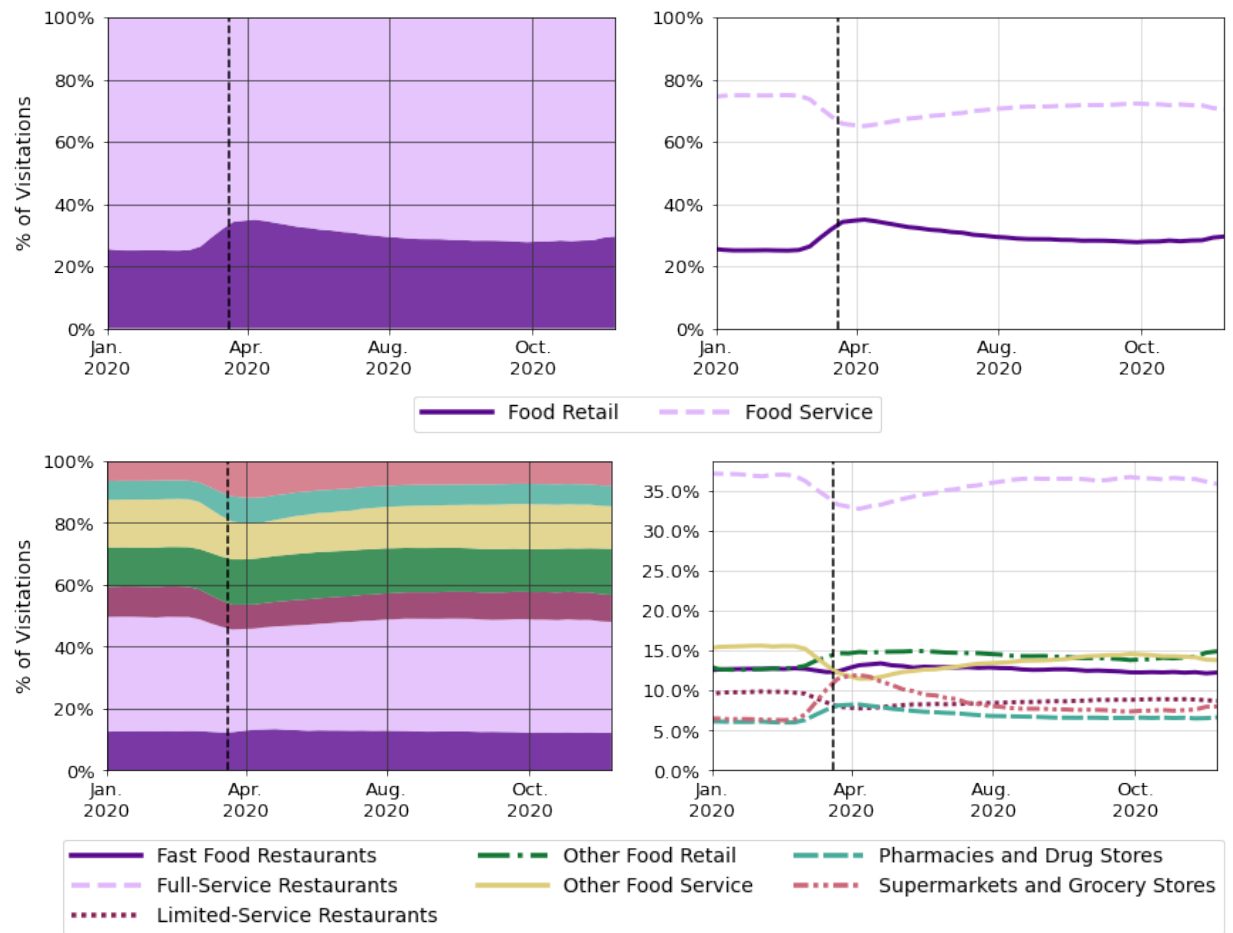 100%
80%
60%
40%
20%
0%
% of Visitations
Jan.
2020
Apr.
2020
Aug.
2020
Oct.
2020
100%
80%
60%
40%
20%
0%
Jan.
2020
Apr.
2020
Aug.
2020
Oct.
2020
Food Retail
Food Service
100%
80%
60%
40%
20%
0%
% of Visitations
Jan.
2020
Apr.
2020
Aug.
2020
Oct.
2020
35.0%
30.0%
25.0%
20.0%
15.0%
10.0%
5.0%
0.0%
Jan.
2020
Apr.
2020
Aug.
2020
Oct.
2020
Fast Food Restaurants
Full-Service Restaurants
Limited-Service Restaurants
Other Food Retail
Other Food Service
Pharmacies and Drug Stores
Supermarkets and Grocery Stores